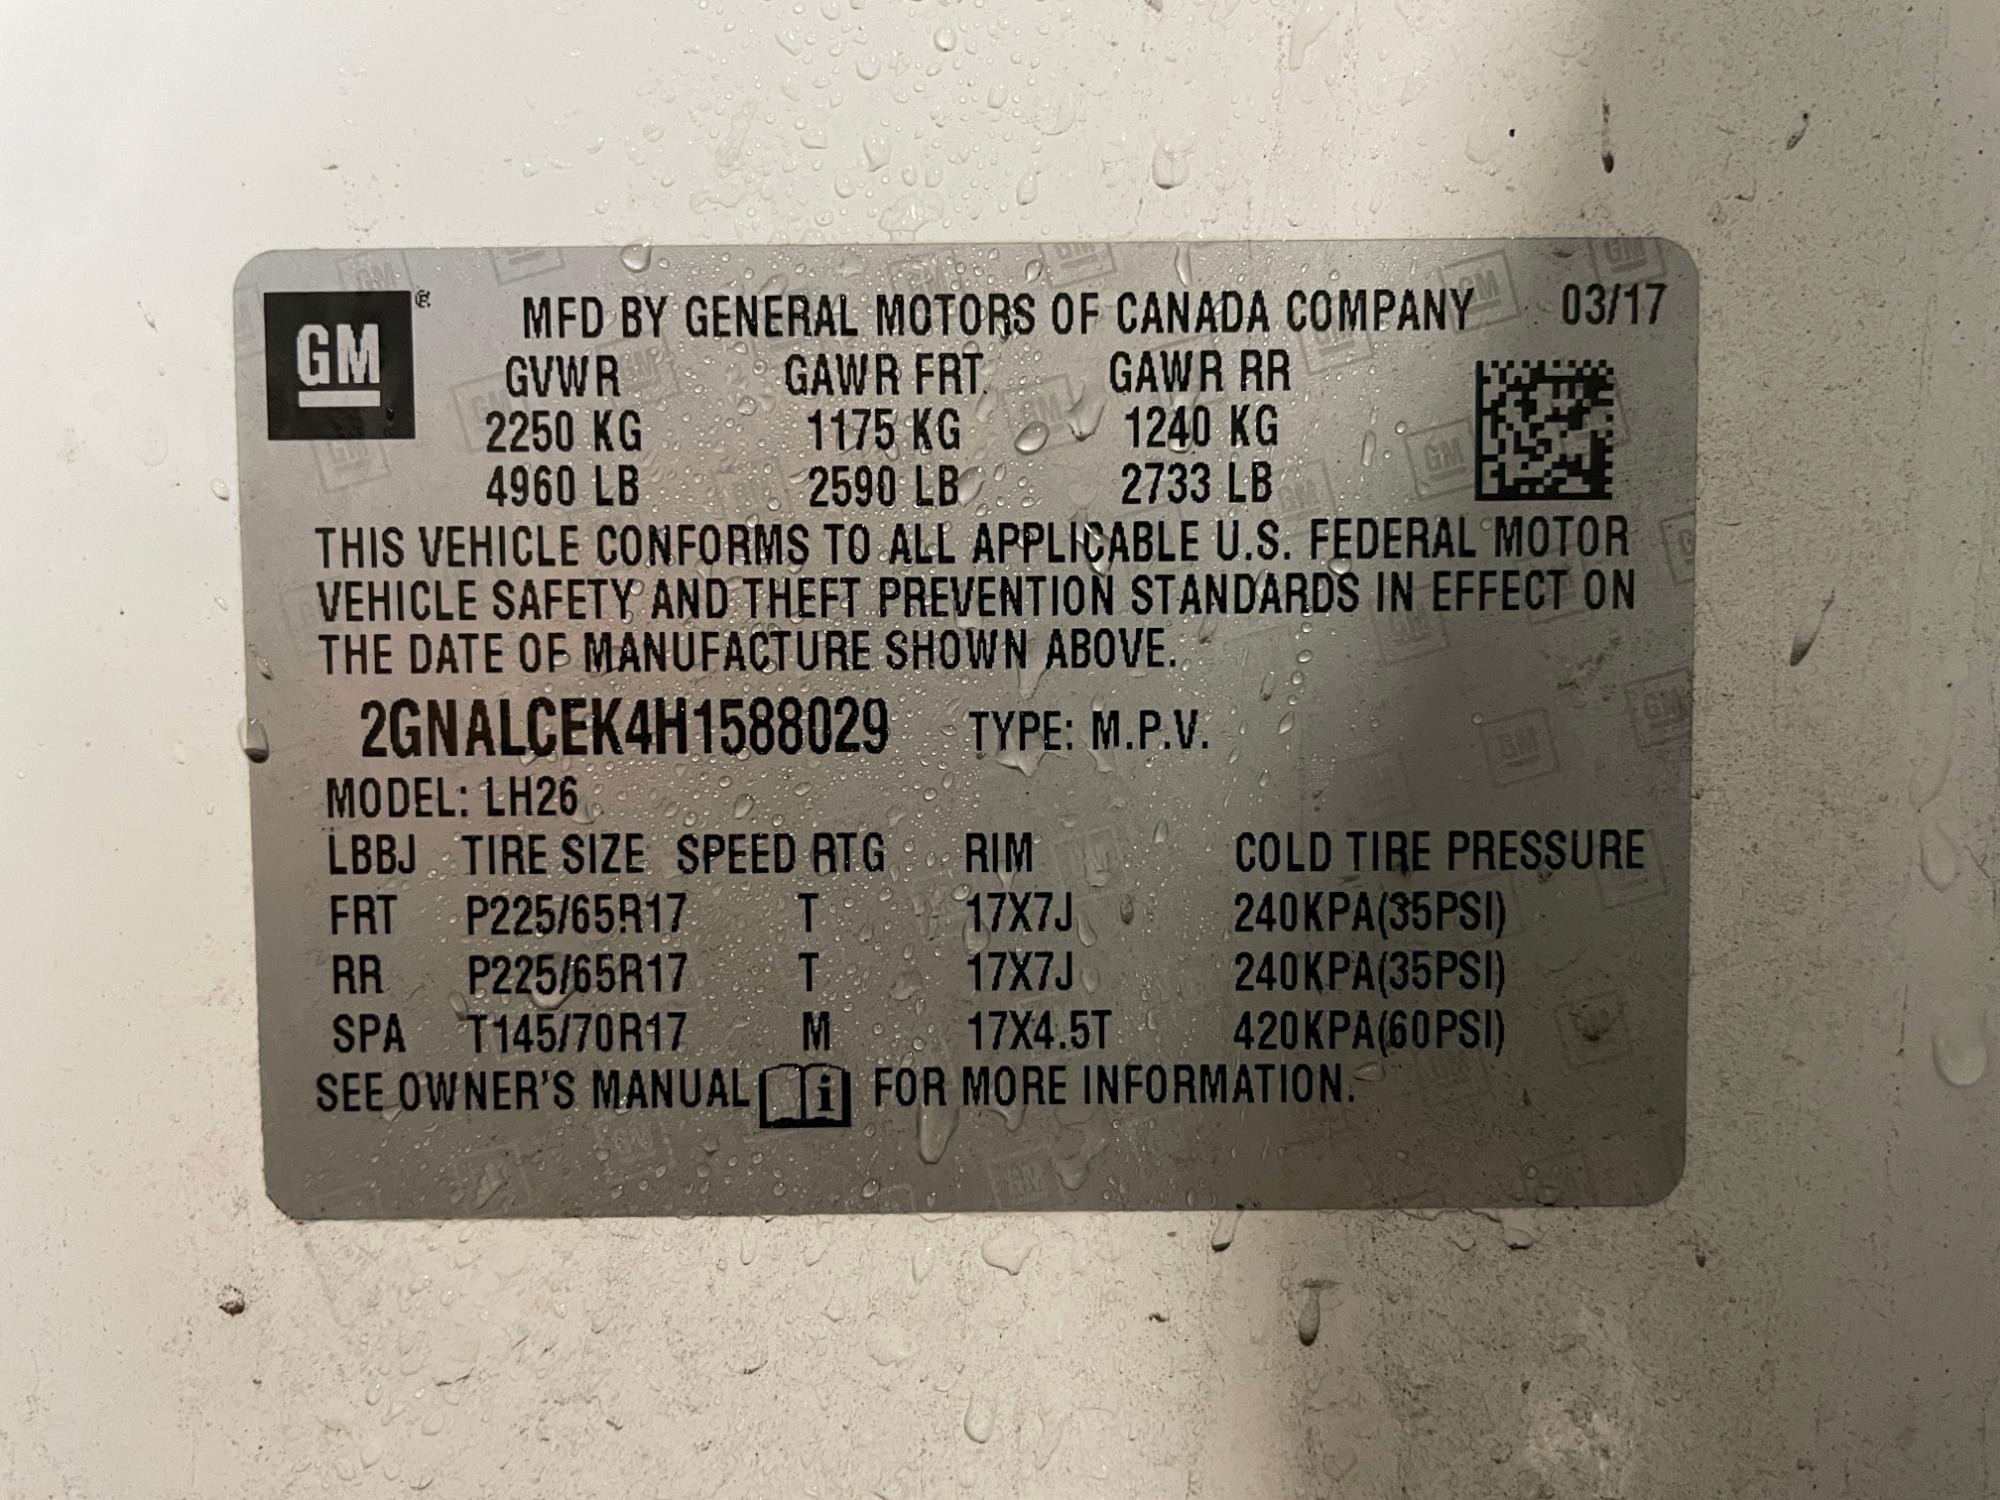 GM ® MFD BY GENERAL MOTORS OF CANADA COMPANY 03/17
GVWR GAWR FRT GAWR RR
2250 KG 1175 KG 1240 KG
4960 LB 2590 LB 2733 LB
THIS VEHICLE CONFORMS TO ALL APPLICABLE U.S. FEDERAL MOTOR
VEHICLE SAFETY AND THEFT PREVENTION STANDARDS IN EFFECT ON
THE DATE OF MANUFACTURE SHOWN ABOVE.
2GNALCEK4H1588029 TYPE: M.P.V.
MODEL: LH26
LBBJ TIRE SIZE SPEED RTG RIM COLD TIRE PRESSURE
FRT P225/65R17 T 17X7J 240KPA(35PSI)
RR P225/65R17 T 17X7J 240KPA(35PSI)
SPA T145/70R17 M 17X4.5T 420KPA(60PSI)
SEE OWNER'S MANUAL i FOR MORE INFORMATION.